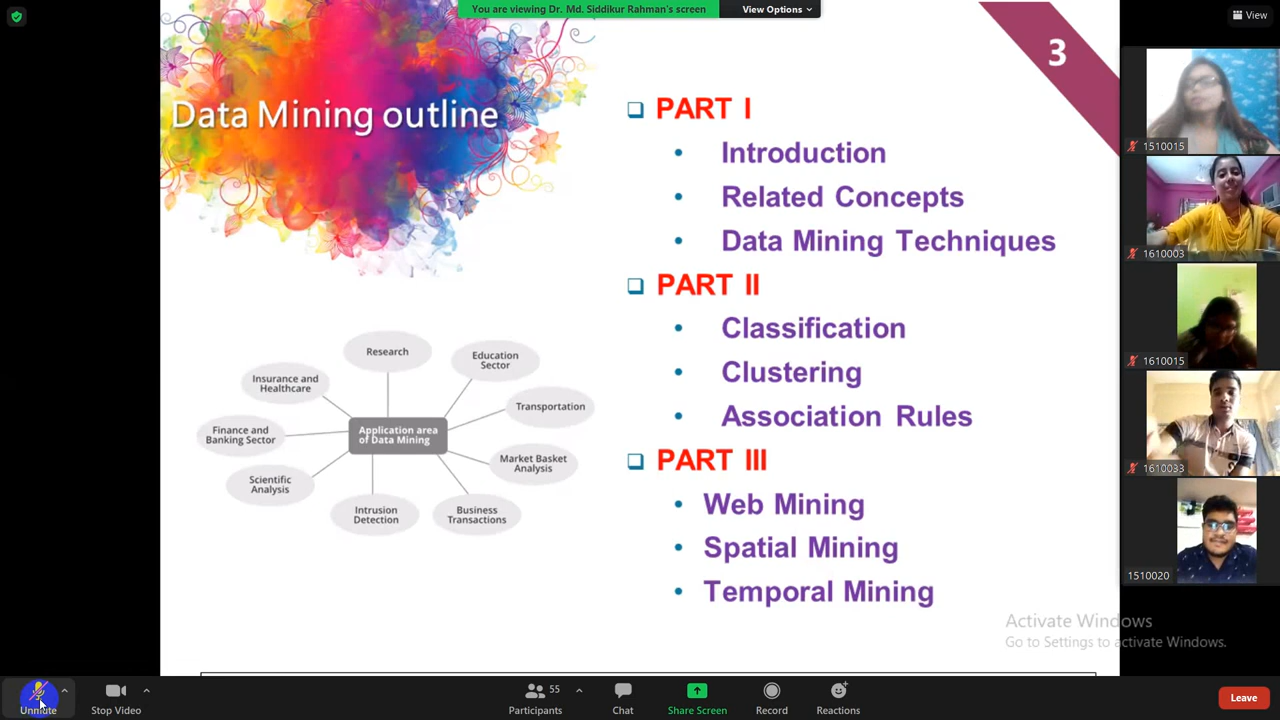 You are viewing Dr. Md. Siddikur Rahman's screen
View Options
View
3
Data Mining outline
PART I
Introduction
Related Concepts
Data Mining Techniques
PART II
Classification
Clustering
Association Rules
PART III
Web Mining
Spatial Mining
Temporal Mining
Research
Education
Sector
Insurance and
Healthcare
Transportation
Finance and
Banking Sector
Application area
of Data Mining
Market Basket
Analysis
Scientific
Analysis
Intrusion
Detection
Business
Transactions
1510015
1610003
1610015
1610033
1510020
Activate Windows
Go to Settings to activate Windows.
Unmute
Stop Video
Participants
55
Chat
Share Screen
Record
Reactions
Leave